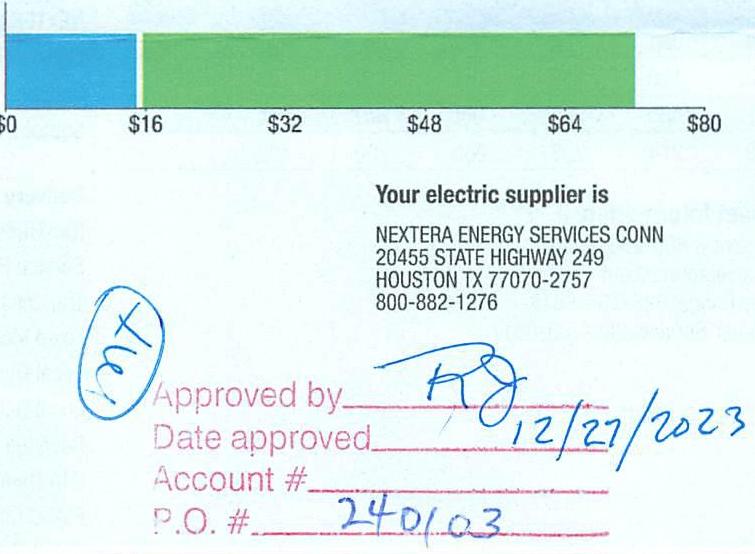 $0 $16 $32 $48 $64 $80
Your electric supplier is
NEXTERA ENERGY SERVICES CONN
20455 STATE HIGHWAY 249
HOUSTON TX 77070-2757
800-882-1276
Approved by RJ
Date approved 12/27/2023
Account #
P.O. # 240103